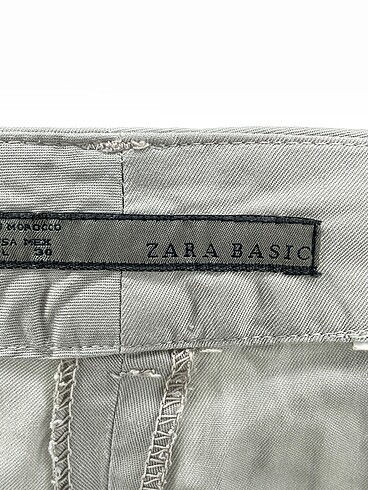 MOROCCO
MEX
L 30
ZARA BASIC